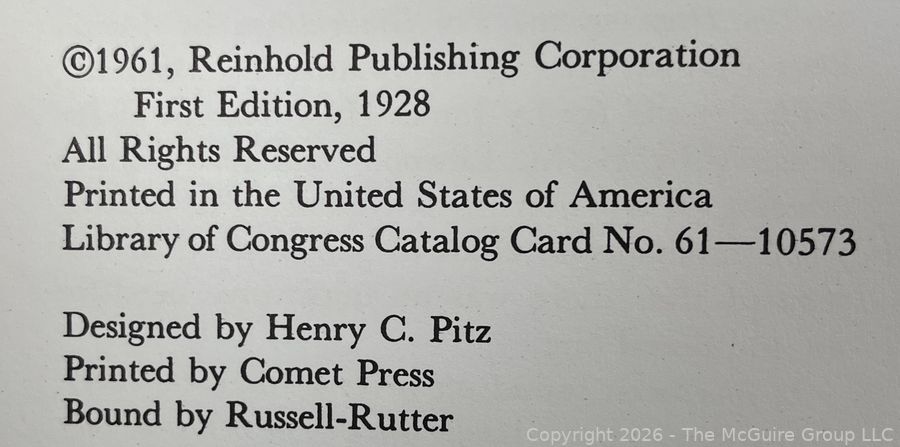 ©1961, Reinhold Publishing Corporation
First Edition, 1928
All Rights Reserved
Printed in the United States of America
Library of Congress Catalog Card No. 61—10573
Designed by Henry C. Pitz
Printed by Comet Press
Bound by Russell-Rutter
Copyright 2026 - The McGuire Group LLC